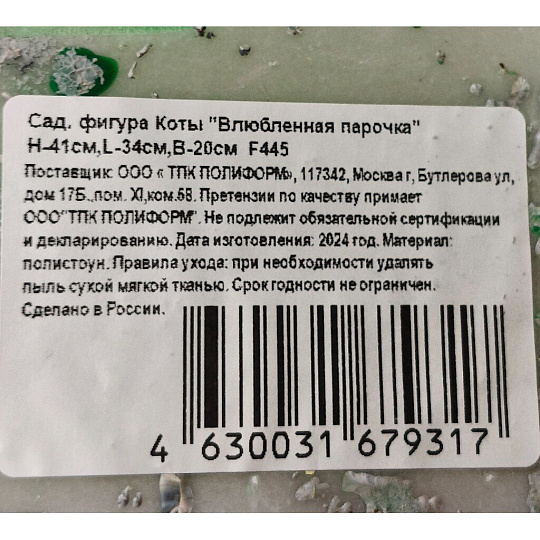 Сад. фигура Коты "Влюбленная парочка"
H-41см,L-34см,B-20см F445
Поставщик: ООО « ТПК ПОЛИФОРМ», 117342, Москва г, Бутлерова ул,
дом 17Б.,пом. XI,ком.58. Претензии по качеству примает
ООО"ТПК ПОЛИФОРМ". Не подлежит обязательной сертификации
и декларированию. Дата изготовления: 2024 год. Материал:
полистоун. Правила ухода: при необходимости удалять
пыль сухой мягкой тканью. Срок годности не ограничен.
Сделано в России.
4 630031 679317